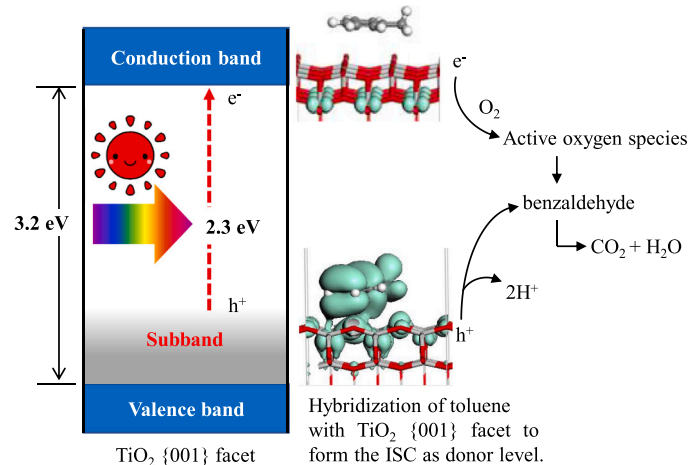 Conduction band
e⁻
3.2 eV
2.3 eV
h⁺
Subband
Valence band
TiO₂ {001} facet
e⁻
O₂
Active oxygen species
benzaldehyde
CO₂ + H₂O
2H⁺
h⁺
Hybridization of toluene
with TiO₂ {001} facet to
form the ISC as donor level.